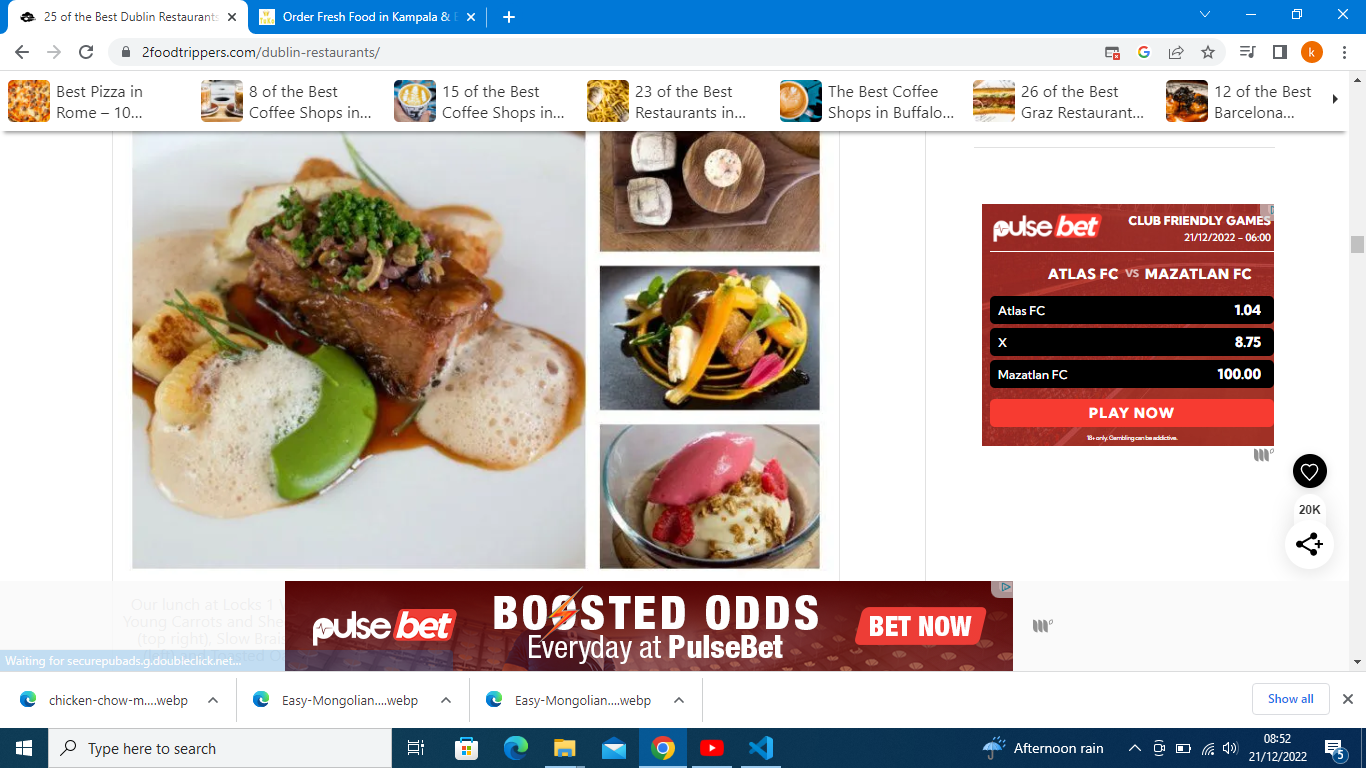 25 of the Best Dublin Restaurants
Order Fresh Food in Kampala &
2foodtrippers.com/dublin-restaurants/
k
Best Pizza in
Rome – 10...
8 of the Best
Coffee Shops in...
15 of the Best
Coffee Shops in...
23 of the Best
Restaurants in...
The Best Coffee
Shops in Buffalo...
26 of the Best
Graz Restaurant...
12 of the Best
Barcelona...
pulse bet
CLUB FRIENDLY GAMES
21/12/2022 – 06:00
ATLAS FC VS MAZATLAN FC
Atlas FC 1.04
X 8.75
Mazatlan FC 100.00
PLAY NOW
18+ only. Gambling can be addictive.
20K
Our lunch at Locks 1
Young Carrots and
(top right), Slow
pulse bet
BOOSTED ODDS
Everyday at PulseBet
BET NOW
Waiting for securepubads.g.doubleclick.net...
chicken-chow-m....webp
Easy-Mongolian....webp
Easy-Mongolian....webp
Show all
Type here to search
Afternoon rain
08:52
21/12/2022
5